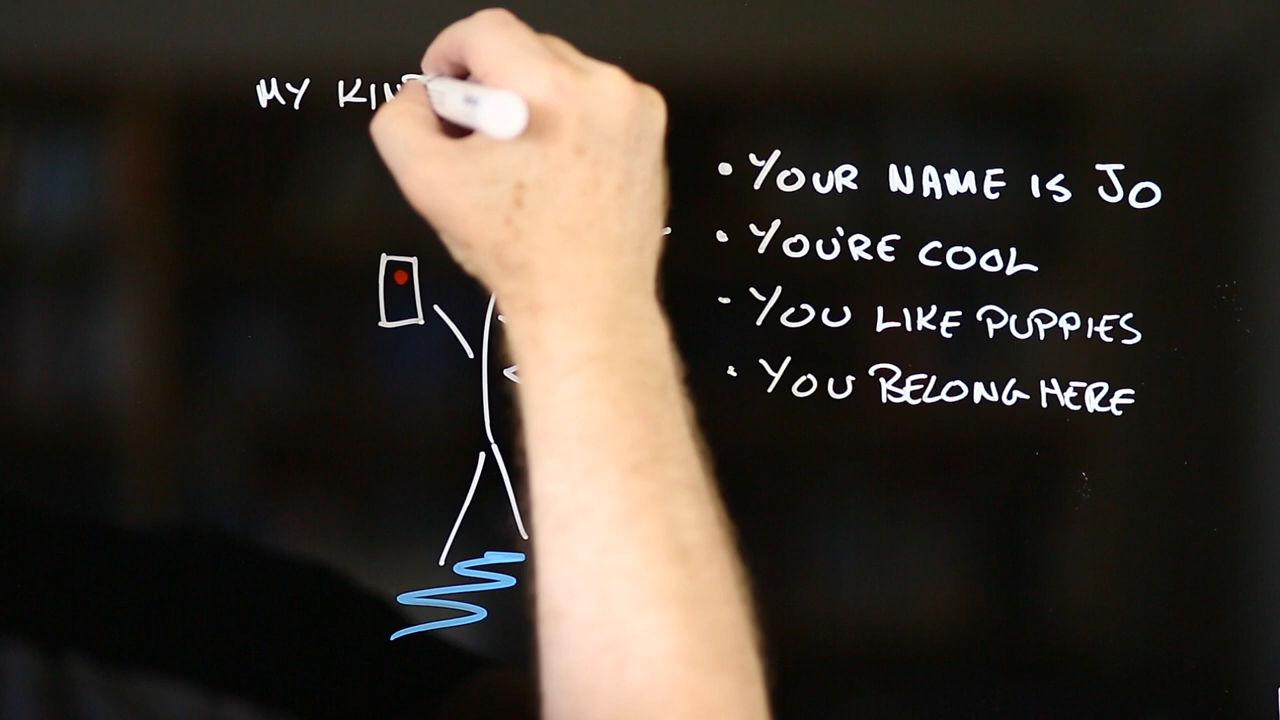 MY
• YOUR NAME IS JO
• YOU'RE COOL
• YOU LIKE PUPPIES
• YOU BELONG HERE